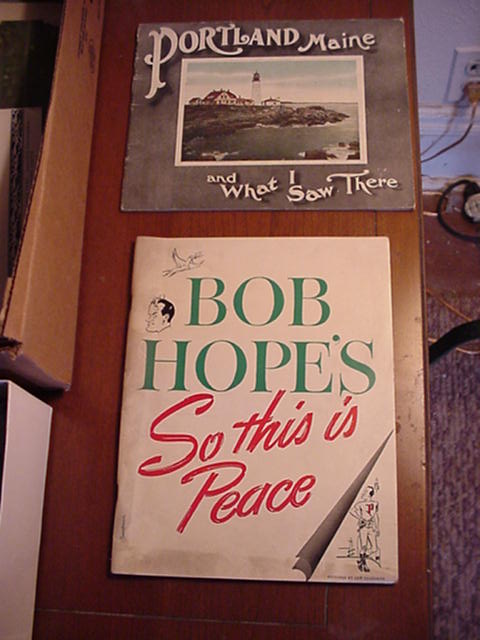 PORTLAND Maine
and What I Saw There
BOB
HOPE'S
So this is
Peace
P